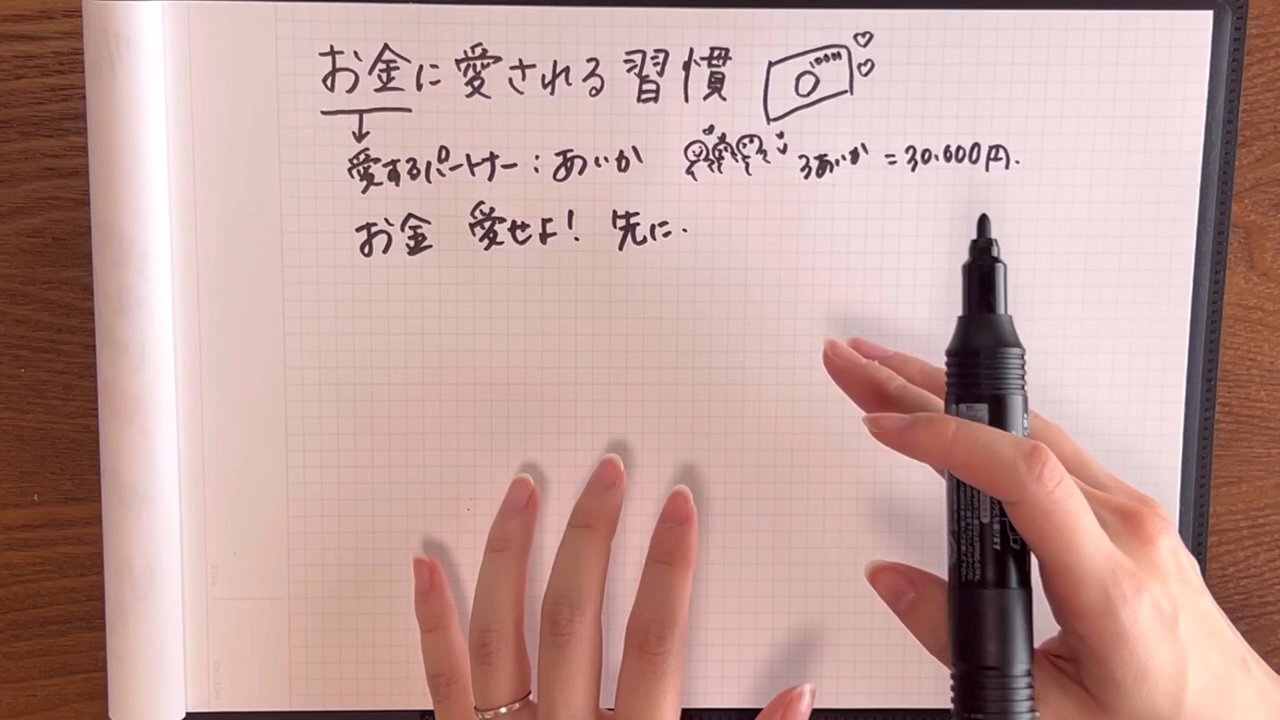 お金に愛される習慣
愛するパートナー：あいか 3あいか＝30.000円.
お金 愛せよ！ 先に.